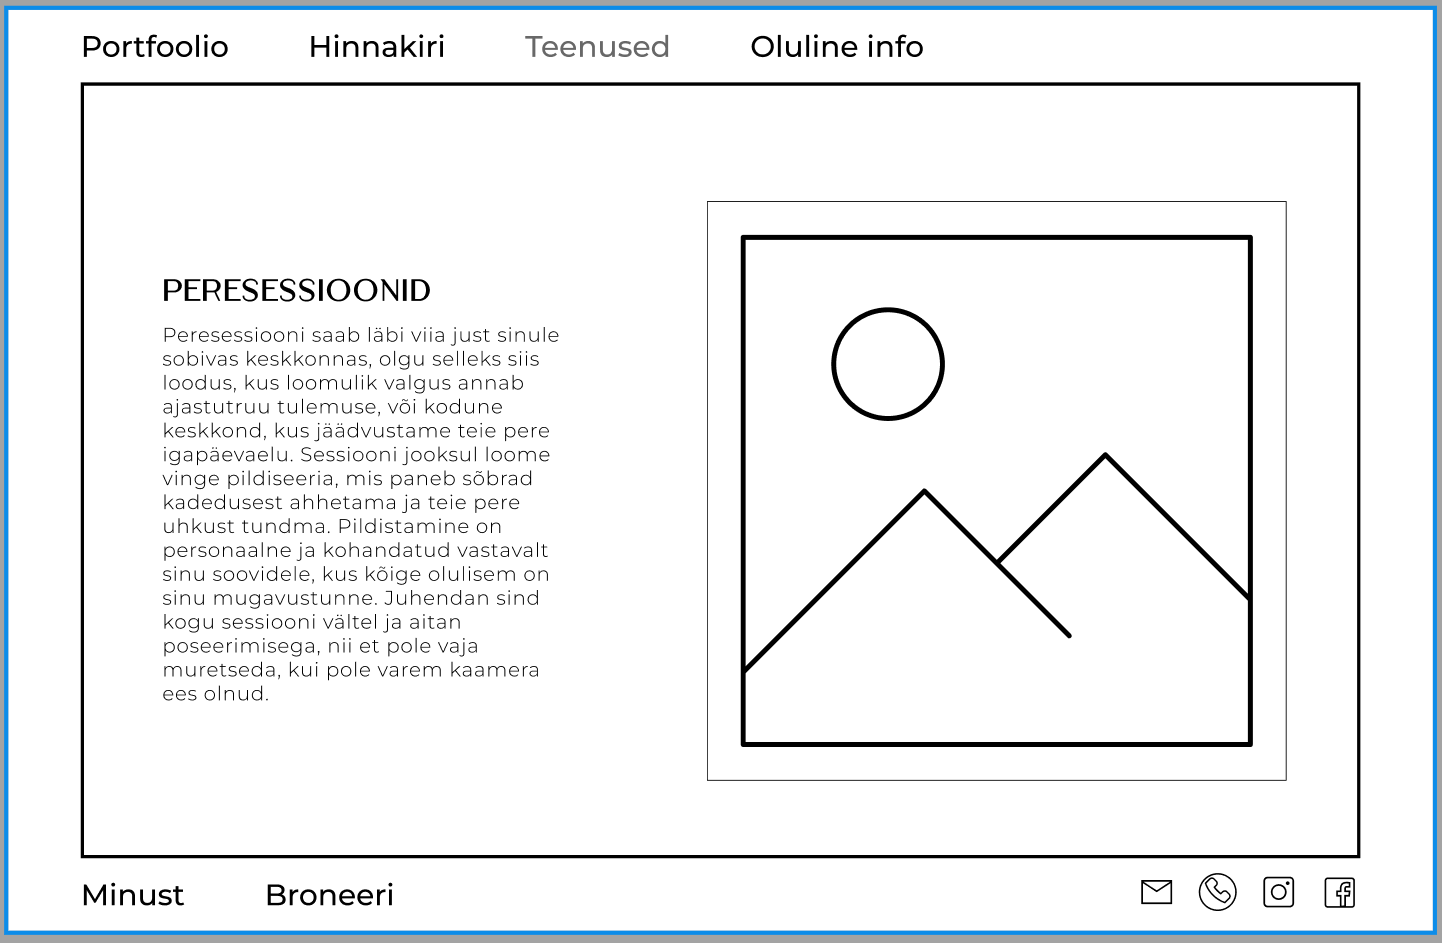 Portfoolio Hinnakiri Teenused Oluline info
PERESESSIOONID
Peresessiooni saab läbi viia just sinule
sobivas keskkonnas, olgu selleks siis
loodus, kus loomulik valgus annab
ajastutruu tulemuse, või kodune
keskkond, kus jäädvustame teie pere
igapäevaelu. Sessiooni jooksul loome
vinge pildiseeria, mis paneb sõbrad
kadedusest ahhetama ja teie pere
uhkust tundma. Pildistamine on
personaalne ja kohandatud vastavalt
sinu soovidele, kus kõige olulisem on
sinu mugavustunne. Juhendan sind
kogu sessiooni vältel ja aitan
poseerimisega, nii et pole vaja
muretseda, kui pole varem kaamera
ees olnud.
Minust Broneeri